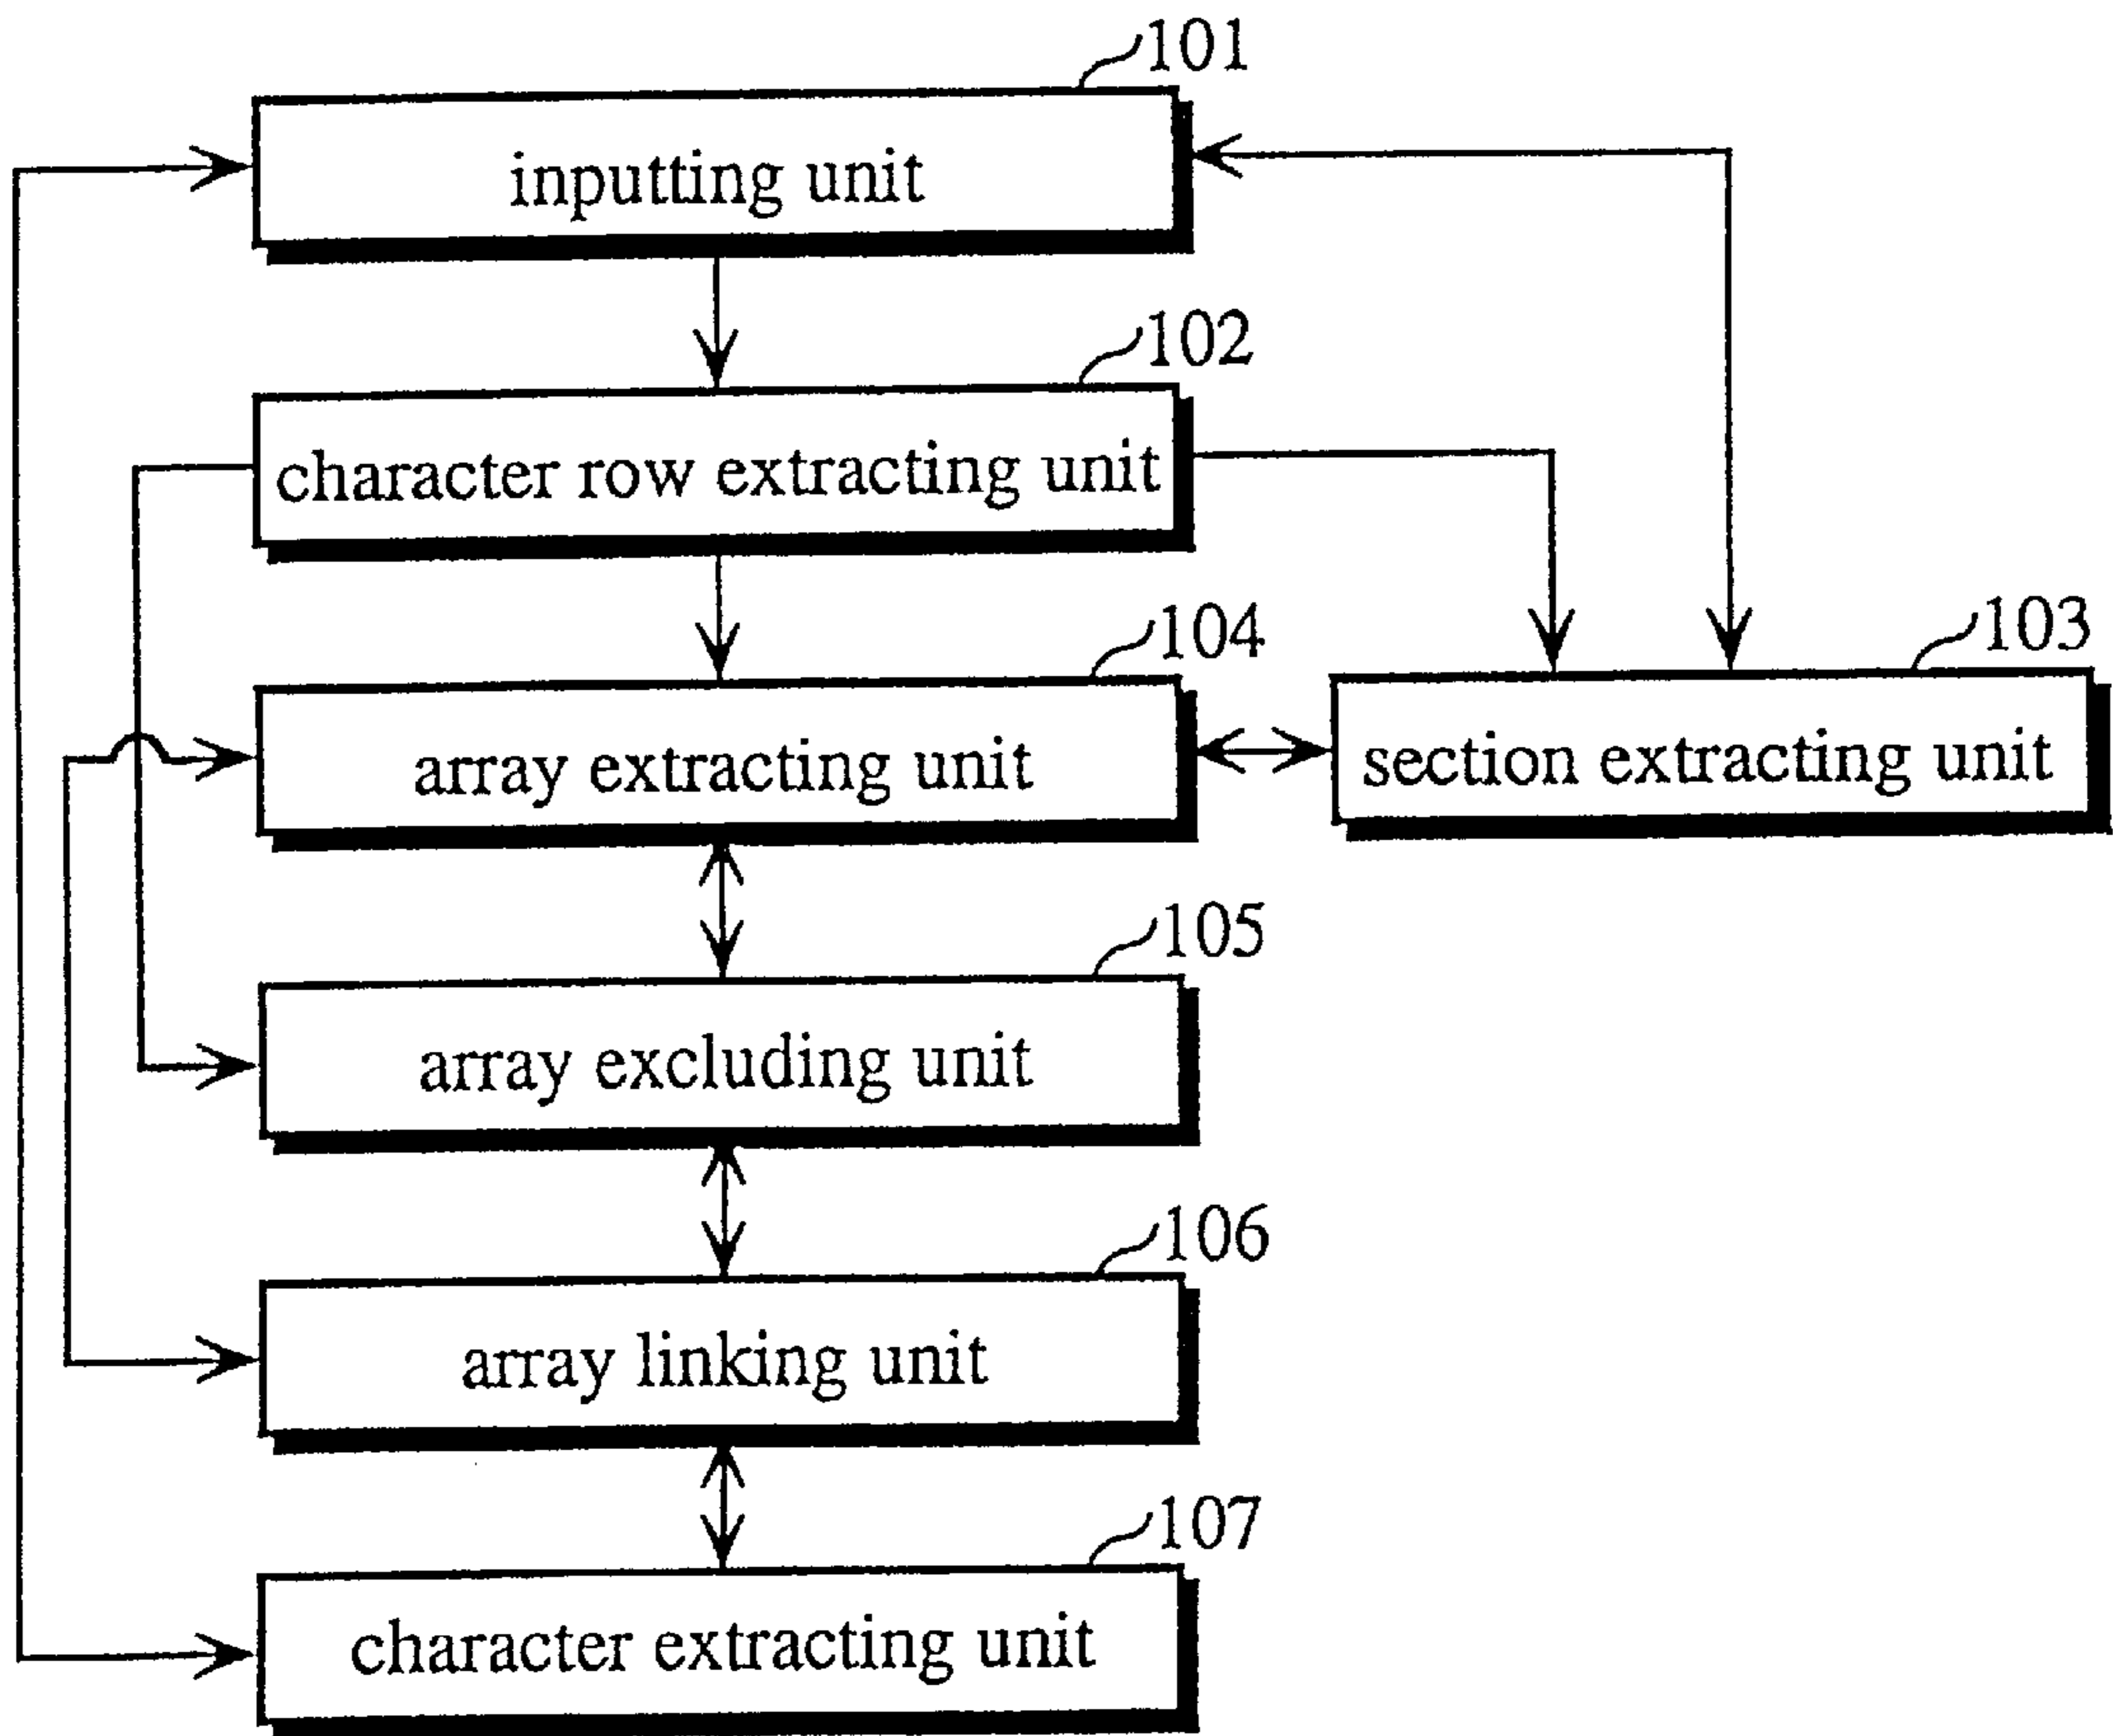 101
inputting unit
102
character row extracting unit
104
array extracting unit
103
section extracting unit
105
array excluding unit
106
array linking unit
107
character extracting unit